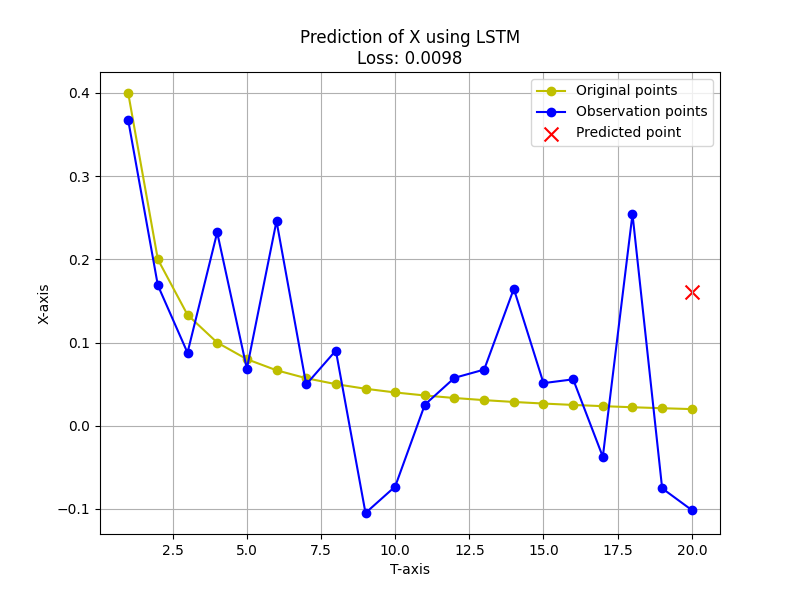 Prediction of X using LSTM
Loss: 0.0098
Original points
Observation points
Predicted point
X-axis
0.4
0.3
0.2
0.1
0.0
−0.1
2.5 5.0 7.5 10.0 12.5 15.0 17.5 20.0
T-axis